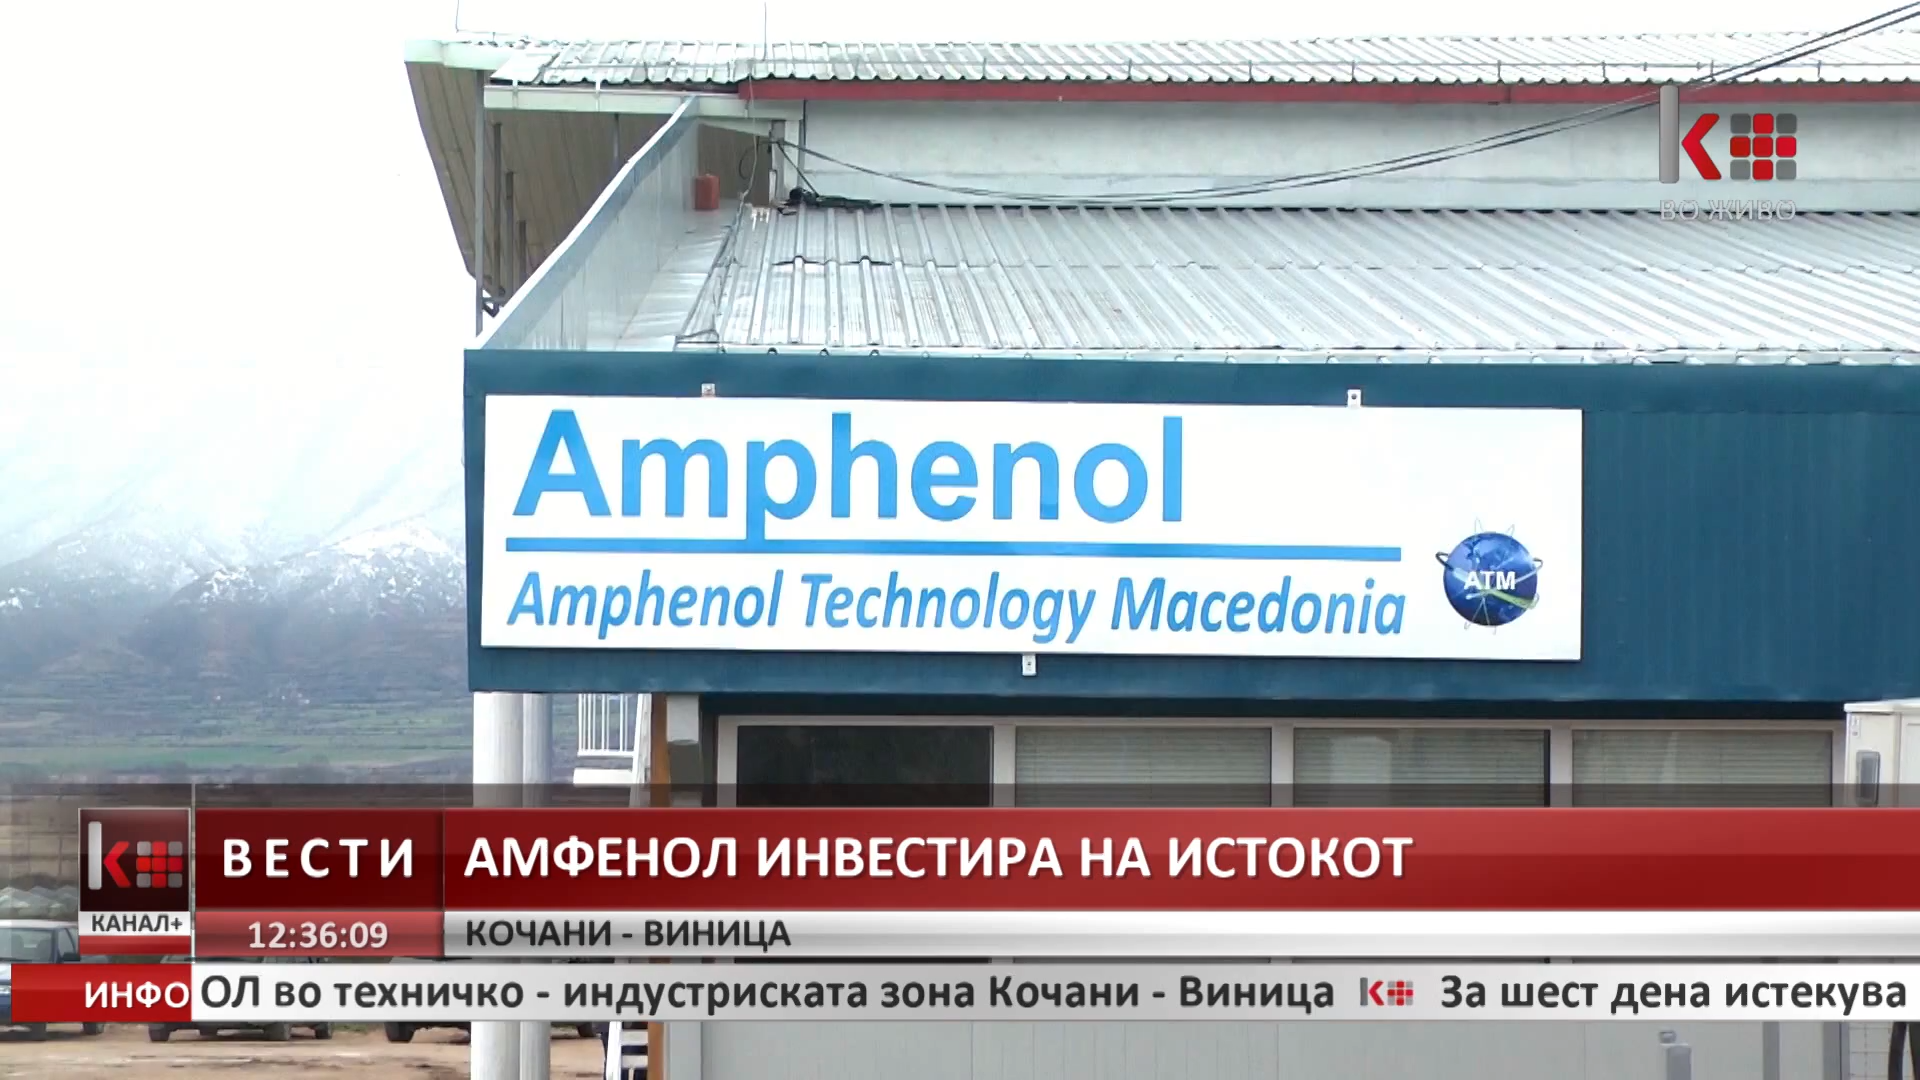 ВО ЖИВО
Amphenol
Amphenol Technology Macedonia
ATM
ВЕСТИ
АМФЕНОЛ ИНВЕСТИРА НА ИСТОКОТ
КАНАЛ+
12:36:09
КОЧАНИ - ВИНИЦА
ИНФО
ОЛ во техничко - индустриската зона Кочани - Виница К За шест дена истекува